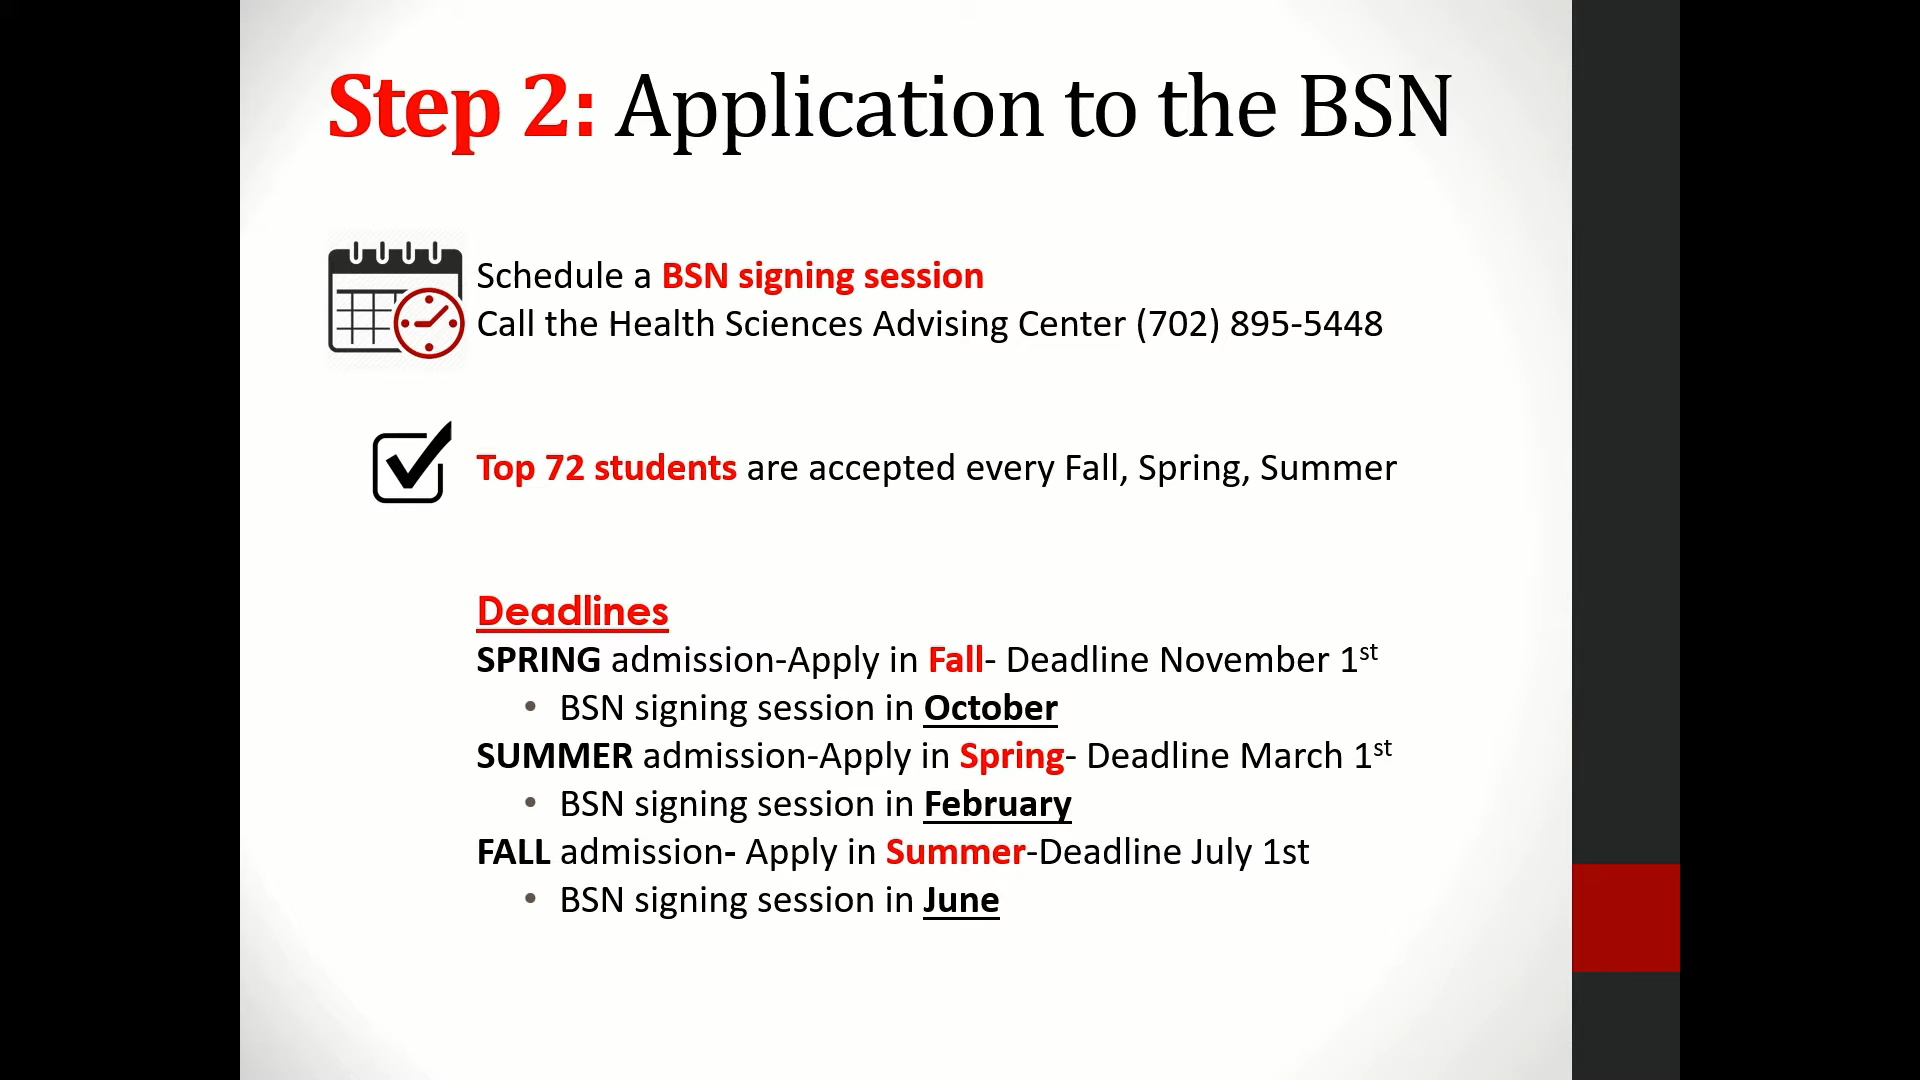 Step 2: Application to the BSN
Schedule a BSN signing session
Call the Health Sciences Advising Center (702) 895-5448
Top 72 students are accepted every Fall, Spring, Summer
Deadlines
SPRING admission-Apply in Fall- Deadline November 1st
• BSN signing session in October
SUMMER admission-Apply in Spring- Deadline March 1st
• BSN signing session in February
FALL admission- Apply in Summer-Deadline July 1st
• BSN signing session in June